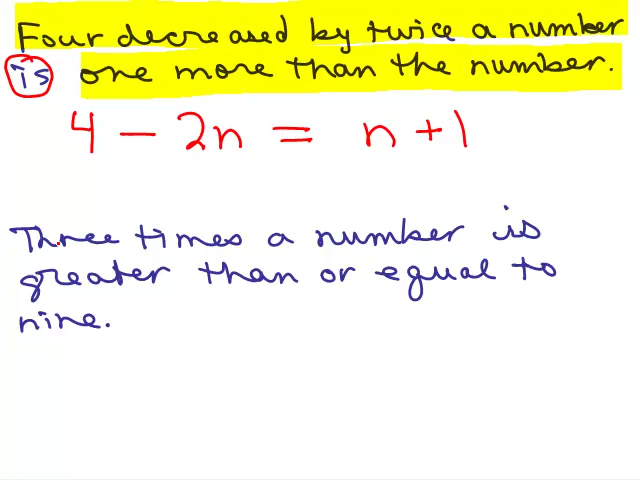 Four decreased by twice a number
is one more than the number.
4 - 2n = n + 1
Three times a number is
greater than or equal to
nine.